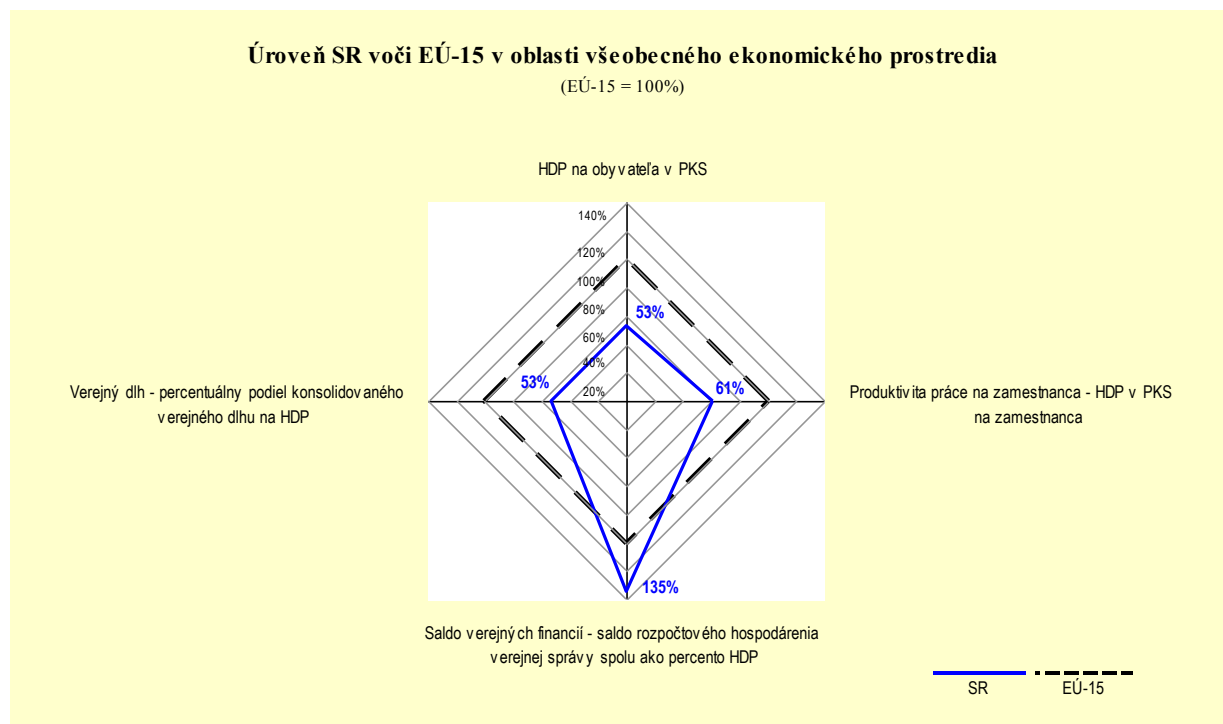 Úroveň SR voči EÚ-15 v oblasti všeobecného ekonomického prostredia
(EÚ-15 = 100%)
HDP na obyvateľa v PKS
140%
120%
100%
80%
60%
40%
20%
53%
61%
135%
53%
Produktivita práce na zamestnanca - HDP v PKS
na zamestnanca
Saldo verejných financií - saldo rozpočtového hospodárenia
verejnej správy spolu ako percento HDP
Verejný dlh - percentuálny podiel konsolidovaného
verejného dlhu na HDP
SR
EÚ-15